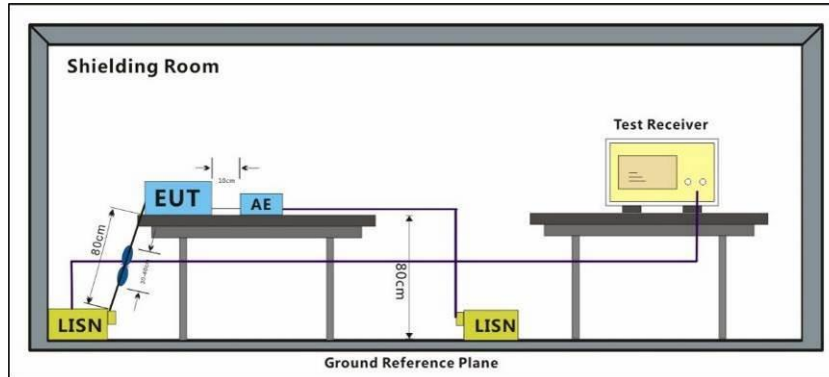 Shielding Room
Test Receiver
10cm
EUT
AE
80cm
80cm
LISN
LISN
Ground Reference Plane